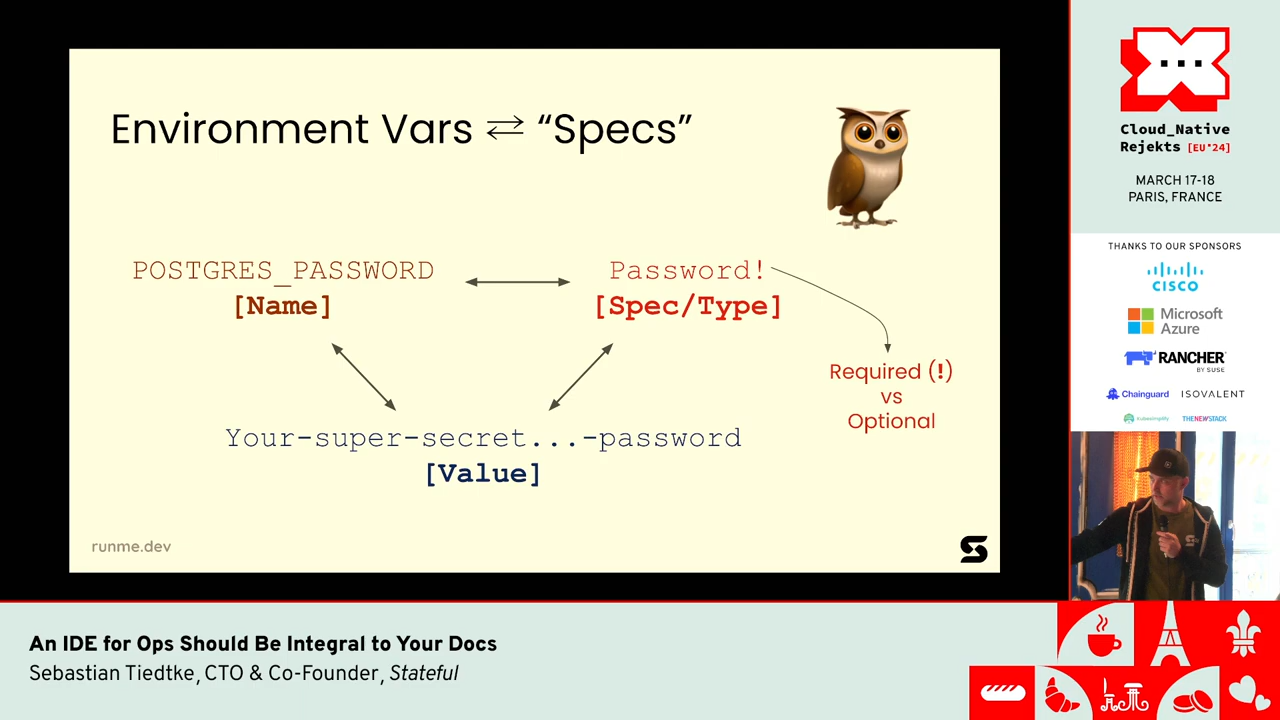 Environment Vars ⇄ “Specs”
POSTGRES_PASSWORD
[Name]
Password!
[Spec/Type]
Required (!)
vs
Optional
Your-super-secret...-password
[Value]
runme.dev
Cloud_Native
Rejekts [EU*24]
MARCH 17-18
PARIS, FRANCE
THANKS TO OUR SPONSORS
CISCO
Microsoft
Azure
RANCHER
BY SUSE
Chainguard ISOVALENT
kubesimplify THENEWSTACK
An IDE for Ops Should Be Integral to Your Docs
Sebastian Tiedtke, CTO & Co-Founder, Stateful